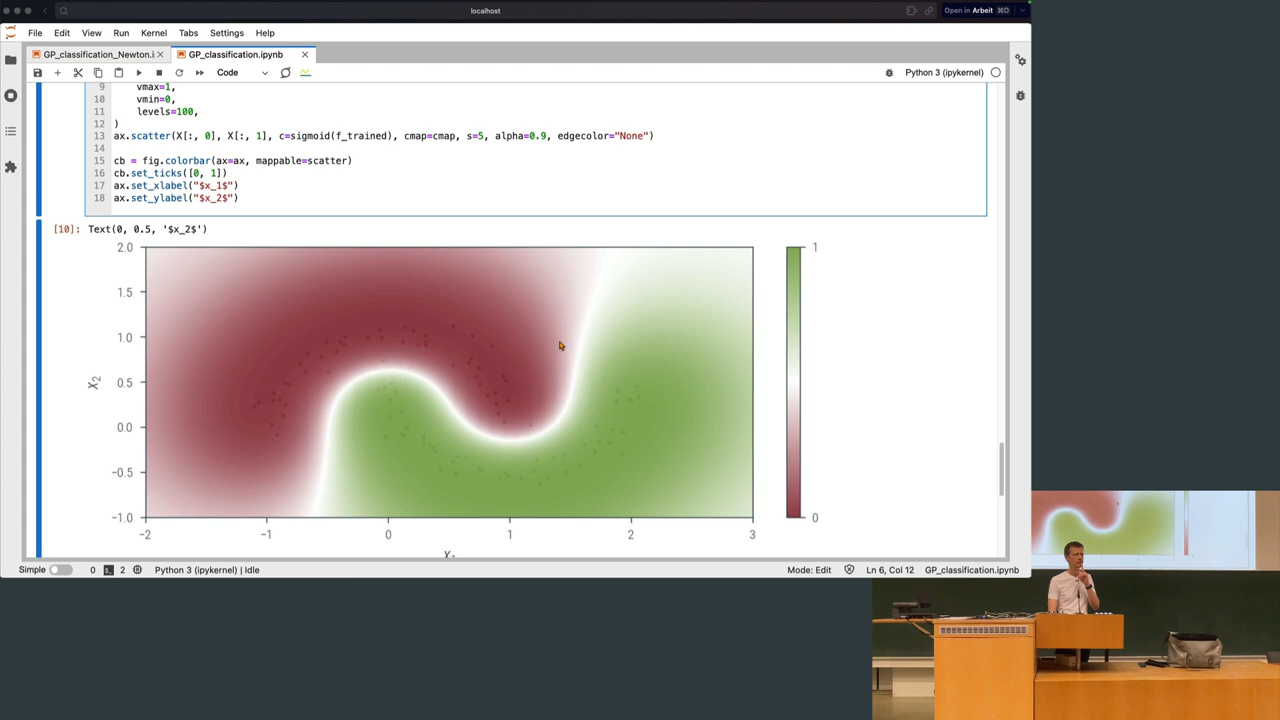 localhost
Open in Arbeit ⌘O
File Edit View Run Kernel Tabs Settings Help
GP_classification_Newton.i
GP_classification.ipynb
Code
Python 3 (ipykernel)
9 vmax=1,
10 vmin=0,
11 levels=100,
12 )
13 ax.scatter(X[:, 0], X[:, 1], c=sigmoid(f_trained), cmap=cmap, s=5, alpha=0.9, edgecolor="None")
14
15 cb = fig.colorbar(ax=ax, mappable=scatter)
16 cb.set_ticks([0, 1])
17 ax.set_xlabel("$x_1$")
18 ax.set_ylabel("$x_2$")
[10]: Text(0, 0.5, '$x_2$')
2.0
1.5
1.0
0.5
0.0
−0.5
−1.0
x2
−2 −1 0 1 2 3
1
0
Simple 0 2 Python 3 (ipykernel) | Idle
Mode: Edit Ln 6, Col 12 GP_classification.ipynb